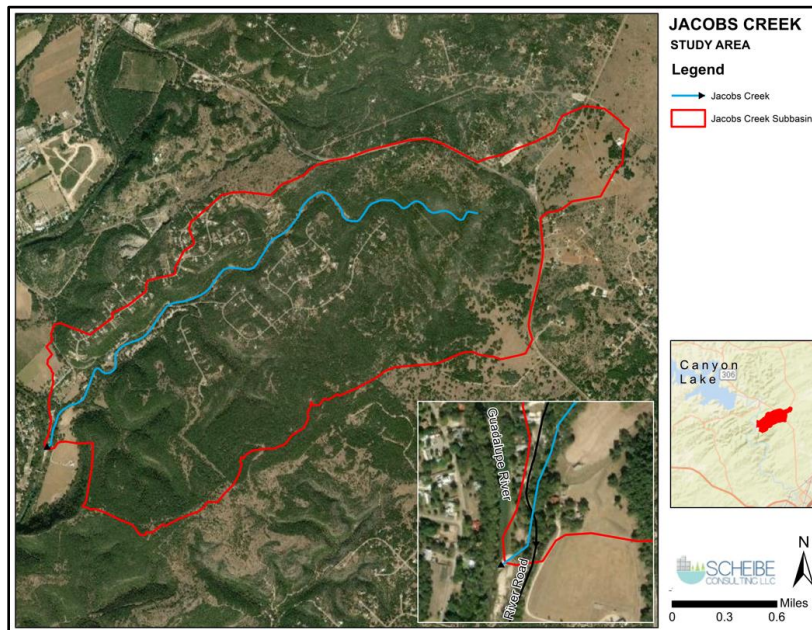 JACOBS CREEK
STUDY AREA
Legend
Jacobs Creek
Jacobs Creek Subbasin
Canyon
Lake
306
Guadalupe River
River Road
N
SCHEIBE
CONSULTING LLC
Miles
0 0.3 0.6